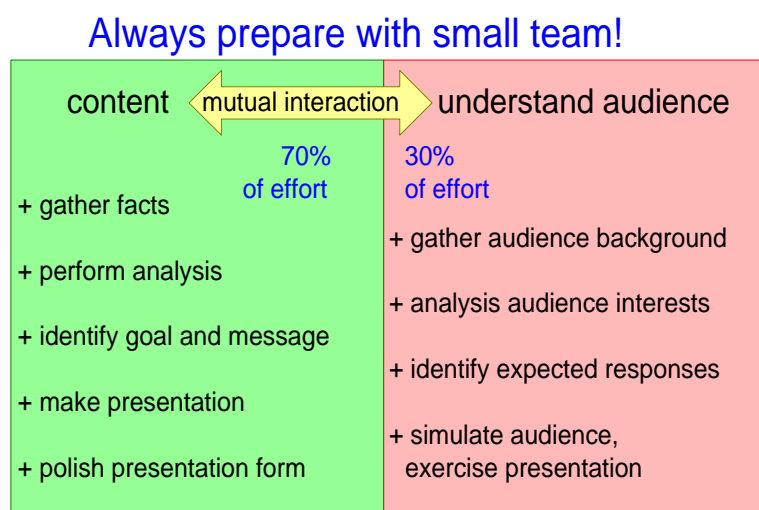 Always prepare with small team!
content
mutual interaction
understand audience
70%
of effort
+ gather facts
+ perform analysis
+ identify goal and message
+ make presentation
+ polish presentation form
30%
of effort
+ gather audience background
+ analysis audience interests
+ identify expected responses
+ simulate audience,
exercise presentation